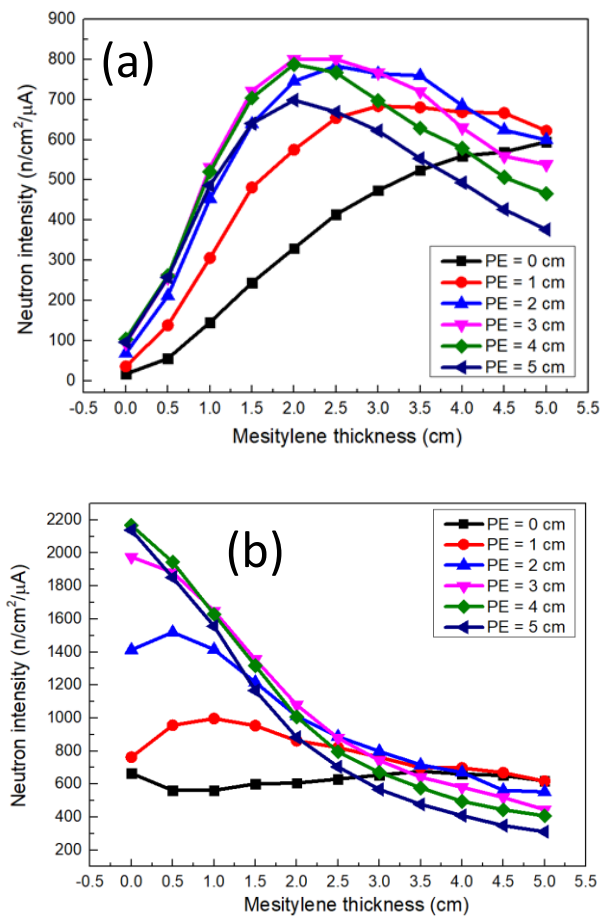 (a)
Neutron intensity (n/cm²/μA)
900
800
700
600
500
400
300
200
100
0
PE = 0 cm
PE = 1 cm
PE = 2 cm
PE = 3 cm
PE = 4 cm
PE = 5 cm
-0.5 0.0 0.5 1.0 1.5 2.0 2.5 3.0 3.5 4.0 4.5 5.0 5.5
Mesitylene thickness (cm)
(b)
Neutron intensity (n/cm²/μA)
2200
2000
1800
1600
1400
1200
1000
800
600
400
200
PE = 0 cm
PE = 1 cm
PE = 2 cm
PE = 3 cm
PE = 4 cm
PE = 5 cm
-0.5 0.0 0.5 1.0 1.5 2.0 2.5 3.0 3.5 4.0 4.5 5.0 5.5
Mesitylene thickness (cm)